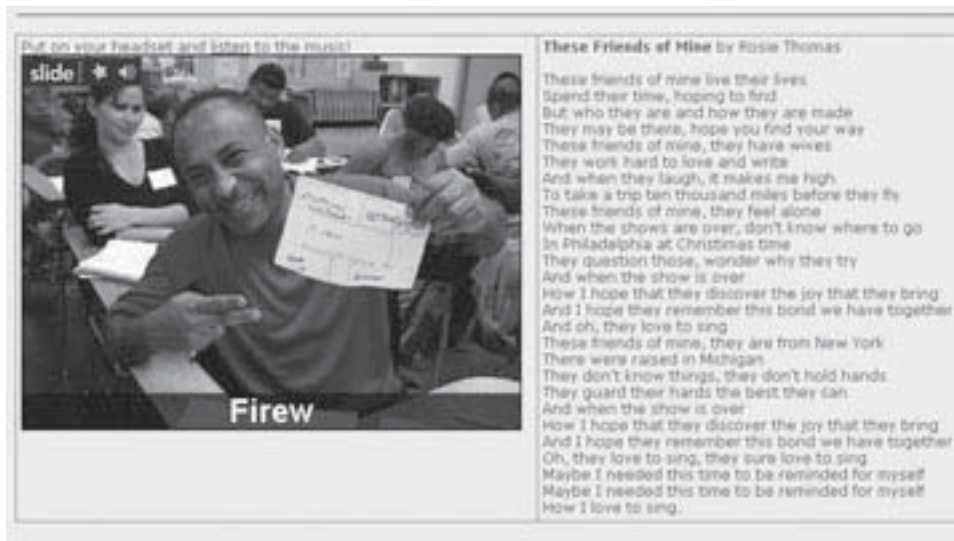 Put on your headset and listen to the music!
slide
Firew
These Friends of Mine by Rosie Thomas
These friends of mine live their lives
Spend their time, hoping to find
But who they are and how they are made
They may be there, hope you find your way
These friends of mine, they have wives
They work hard to love and write
And when they laugh, it makes me high
To take a trip ten thousand miles before they fly
These friends of mine, they feel alone
When the shows are over, don't know where to go
In Philadelphia at Christimas time
They question those, wonder why they try
And when the show is over
How I hope that they discover the joy that they bring
And I hope they remember this bond we have together
And oh, they love to sing
These friends of mine, they are from New York
There were raised in Michigan
They don't know things, they don't hold hands
They guard their hards the best they can
And when the show is over
How I hope that they discover the joy that they bring
And I hope they remember this bond we have together
Oh, they love to sing, they sure love to sing
Maybe I needed this time to be reminded for myself
Maybe I needed this time to be reminded for myself
How I love to sing.